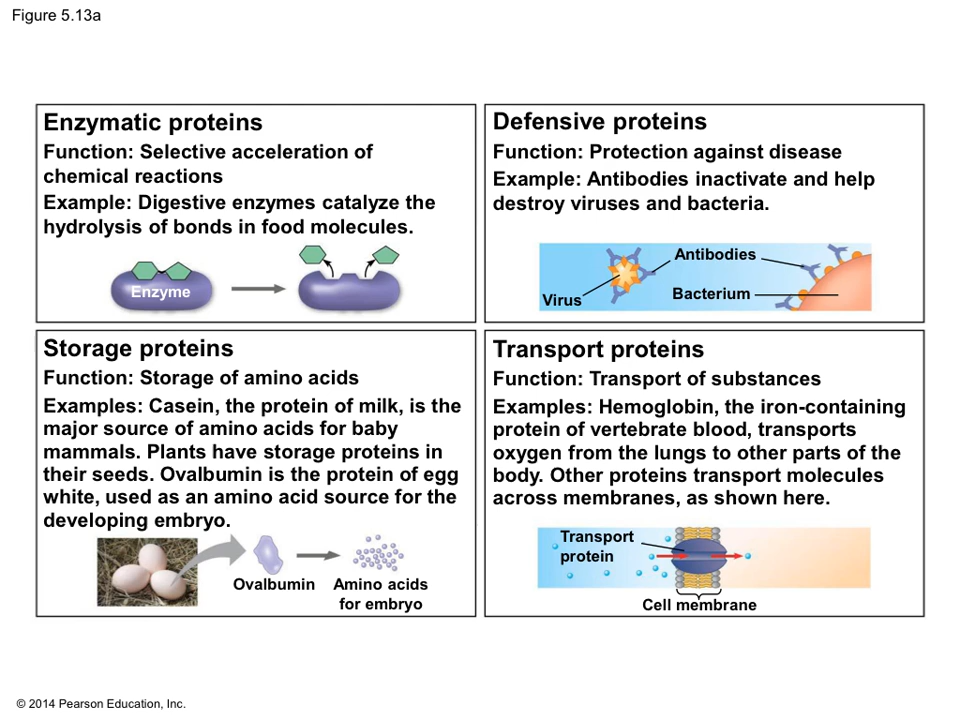 Figure 5.13a
Enzymatic proteins
Function: Selective acceleration of
chemical reactions
Example: Digestive enzymes catalyze the
hydrolysis of bonds in food molecules.
Enzyme
Defensive proteins
Function: Protection against disease
Example: Antibodies inactivate and help
destroy viruses and bacteria.
Antibodies
Virus
Bacterium
Storage proteins
Function: Storage of amino acids
Examples: Casein, the protein of milk, is the
major source of amino acids for baby
mammals. Plants have storage proteins in
their seeds. Ovalbumin is the protein of egg
white, used as an amino acid source for the
developing embryo.
Ovalbumin
Amino acids
for embryo
Transport proteins
Function: Transport of substances
Examples: Hemoglobin, the iron-containing
protein of vertebrate blood, transports
oxygen from the lungs to other parts of the
body. Other proteins transport molecules
across membranes, as shown here.
Transport
protein
Cell membrane
© 2014 Pearson Education, Inc.